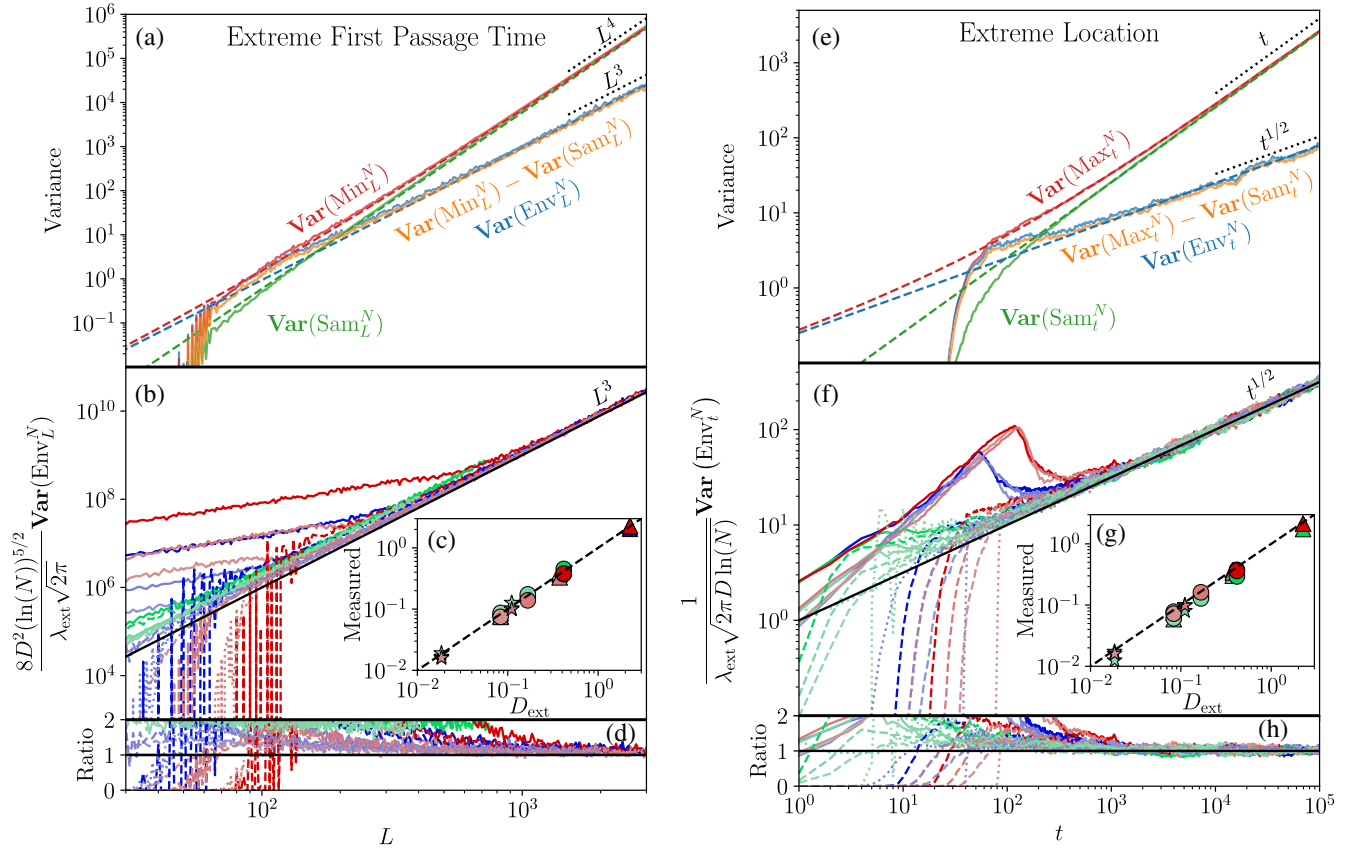 (a)
Extreme First Passage Time
L^4
L^3
Var(Min_L^N)
Var(Min_L^N) − Var(Sam_L^N)
Var(Env_L^N)
Var(Sam_L^N)
Variance
10^6
10^5
10^4
10^3
10^2
10^1
10^0
10^{-1}
(b)
L^3
\frac{8D^2(\ln(N))^{5/2}}{λ_ext\sqrt{2π}} Var(Env_L^N)
10^{10}
10^8
10^6
10^4
(c)
Measured
10^0
10^{-1}
10^{-2}
10^{-2}
10^{-1}
10^0
D_ext
(d)
Ratio
2
1
0
10^2
10^3
L
(e)
Extreme Location
t
t^{1/2}
Var(Max_t^N)
Var(Max_t^N) − Var(Sam_t^N)
Var(Env_t^N)
Var(Sam_t^N)
Variance
10^3
10^2
10^1
10^0
(f)
t^{1/2}
\frac{1}{λ_ext\sqrt{2πD\ln((N)}} Var(Env_t^N)
10^2
10^1
10^0
(g)
Measured
10^0
10^{-1}
10^{-2}
10^{-2}
10^{-1}
10^0
D_ext
(h)
Ratio
2
1
0
10^0
10^1
10^2
10^3
10^4
10^5
t